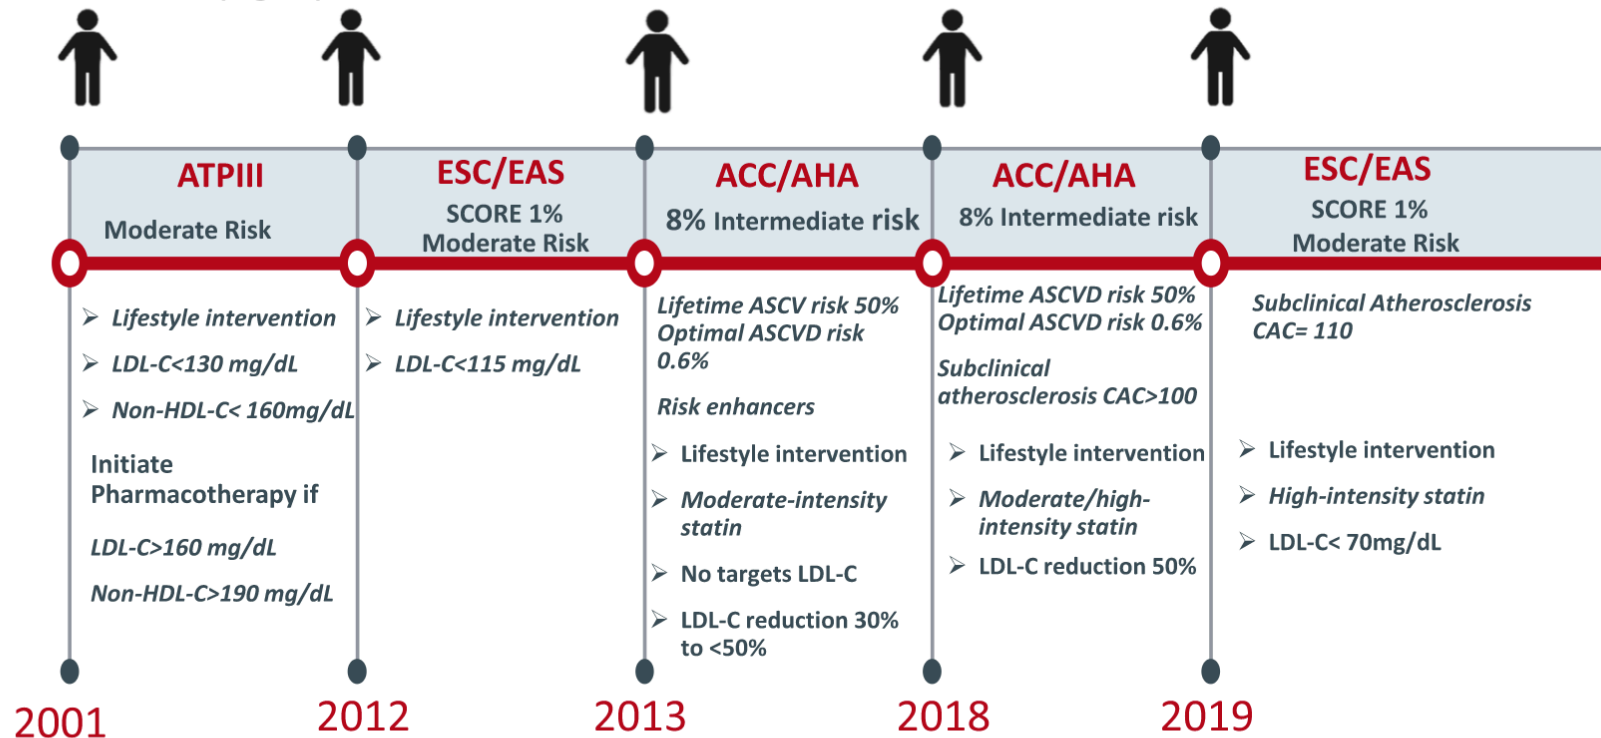 ATPIII
Moderate Risk
➢ Lifestyle intervention
➢ LDL-C<130 mg/dL
➢ Non-HDL-C< 160mg/dL
Initiate
Pharmacotherapy if
LDL-C>160 mg/dL
Non-HDL-C>190 mg/dL
2001
ESC/EAS
SCORE 1%
Moderate Risk
➢ Lifestyle intervention
➢ LDL-C<115 mg/dL
2012
ACC/AHA
8% Intermediate risk
Lifetime ASCV risk 50%
Optimal ASCVD risk
0.6%
Risk enhancers
➢ Lifestyle intervention
➢ Moderate-intensity
statin
➢ No targets LDL-C
➢ LDL-C reduction 30%
to <50%
2013
ACC/AHA
8% Intermediate risk
Lifetime ASCVD risk 50%
Optimal ASCVD risk 0.6%
Subclinical
atherosclerosis CAC>100
➢ Lifestyle intervention
➢ Moderate/high-
intensity statin
➢ LDL-C reduction 50%
2018
ESC/EAS
SCORE 1%
Moderate Risk
Subclinical Atherosclerosis
CAC= 110
➢ Lifestyle intervention
➢ High-intensity statin
➢ LDL-C< 70mg/dL
2019